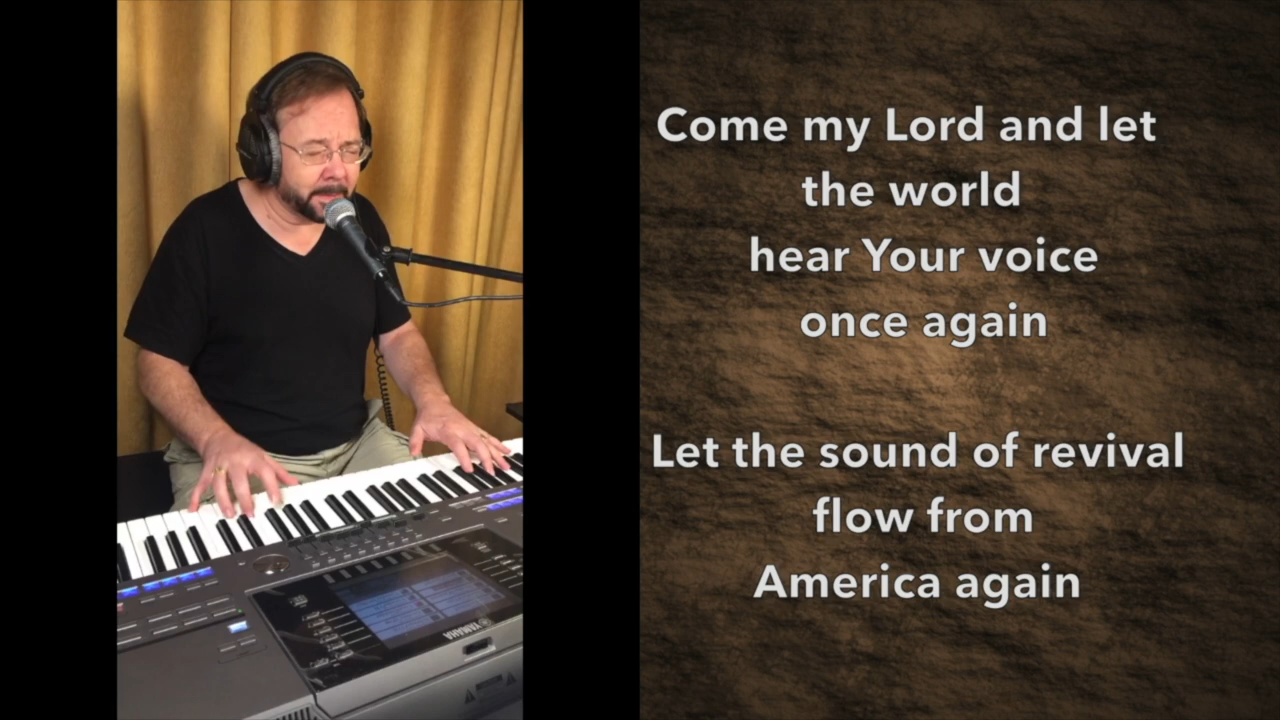 Come my Lord and let
the world
hear Your voice
once again
Let the sound of revival
flow from
America again
YAMAHA